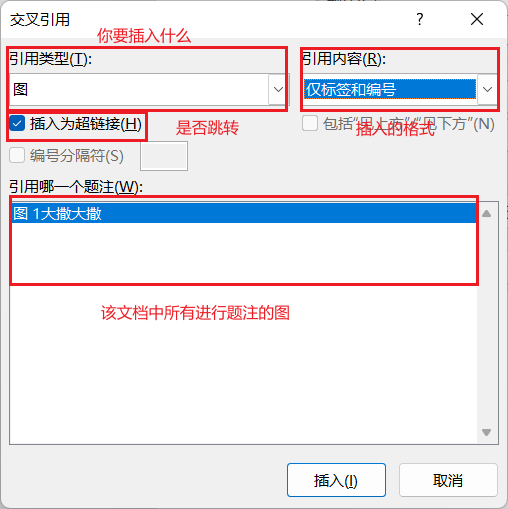 交叉引用
你要插入什么
引用类型(T):
引用内容(R):
图
仅标签和编号
插入为超链接(H)
是否跳转
包括“见上方”/“见下方”(N)
插入的格式
编号分隔符(S)
引用哪一个题注(W):
图 1大撒大撒
该文档中所有进行题注的图
插入(I)
取消